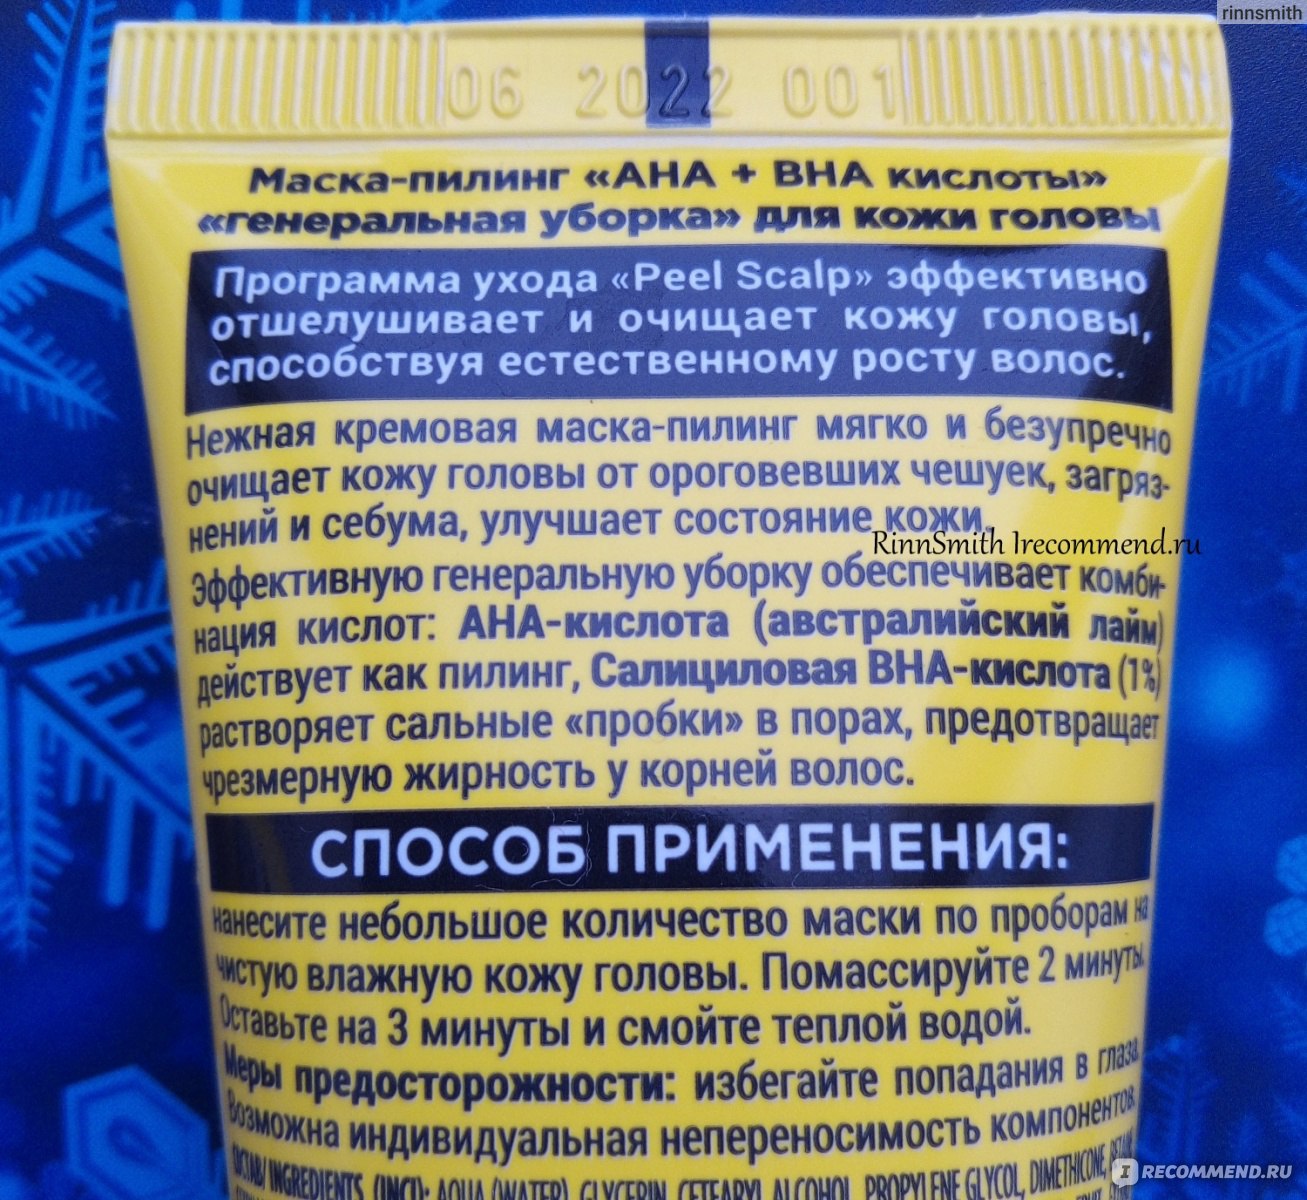 rinnsmith
06 2022 001
Маска-пилинг «АНА + ВНА кислоты»
«генеральная уборка» для кожи головы
Программа ухода «Peel Scalp» эффективно
отшелушивает и очищает кожу головы,
способствуя естественному росту волос.
Нежная кремовая маска-пилинг мягко и безупречно
очищает кожу головы от ороговевших чешуек, загряз-
нений и себума, улучшает состояние кожи.
RinnSmith Irecommend.ru
Эффективную генеральную уборку обеспечивает комби-
нация кислот: АНА-кислота (австралийский лайм)
действует как пилинг, Салициловая ВНА-кислота (1%)
растворяет сальные «пробки» в порах, предотвращает
чрезмерную жирность у корней волос.
СПОСОБ ПРИМЕНЕНИЯ:
нанесите небольшое количество маски по проборам на
чистую влажную кожу головы. Помассируйте 2 минуты.
Оставьте на 3 минуты и смойте теплой водой.
Меры предосторожности: избегайте попадания в глаза.
Возможна индивидуальная непереносимость компонентов.
СОСТАВ/ INGREDIENTS (INCI): AQUA (WATER), GLYCERIN, CETEARYL ALCOHOL, PROPYLENE GLYCOL, DIMETHICONE,
IRECOMMEND.RU